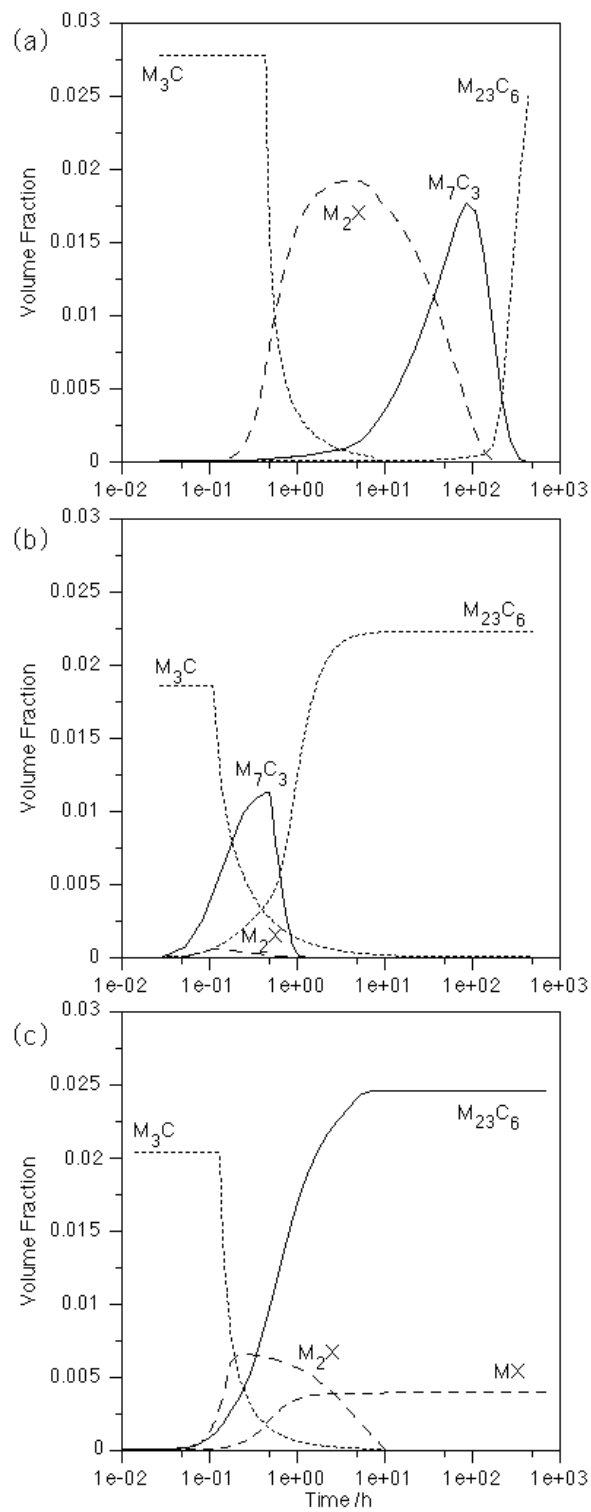 (a)
0.03
0.025
0.02
0.015
0.01
0.005
0
Volume Fraction
M3C
M2X
M7C3
M23C6
1e-02 1e-01 1e+00 1e+01 1e+02 1e+03
(b)
0.03
0.025
0.02
0.015
0.01
0.005
0
Volume Fraction
M3C
M7C3
M2X
M23C6
1e-02 1e-01 1e+00 1e+01 1e+02 1e+03
(c)
0.03
0.025
0.02
0.015
0.01
0.005
0
Volume Fraction
M3C
M2X
M23C6
MX
1e-02 1e-01 1e+00 1e+01 1e+02 1e+03
Time /h